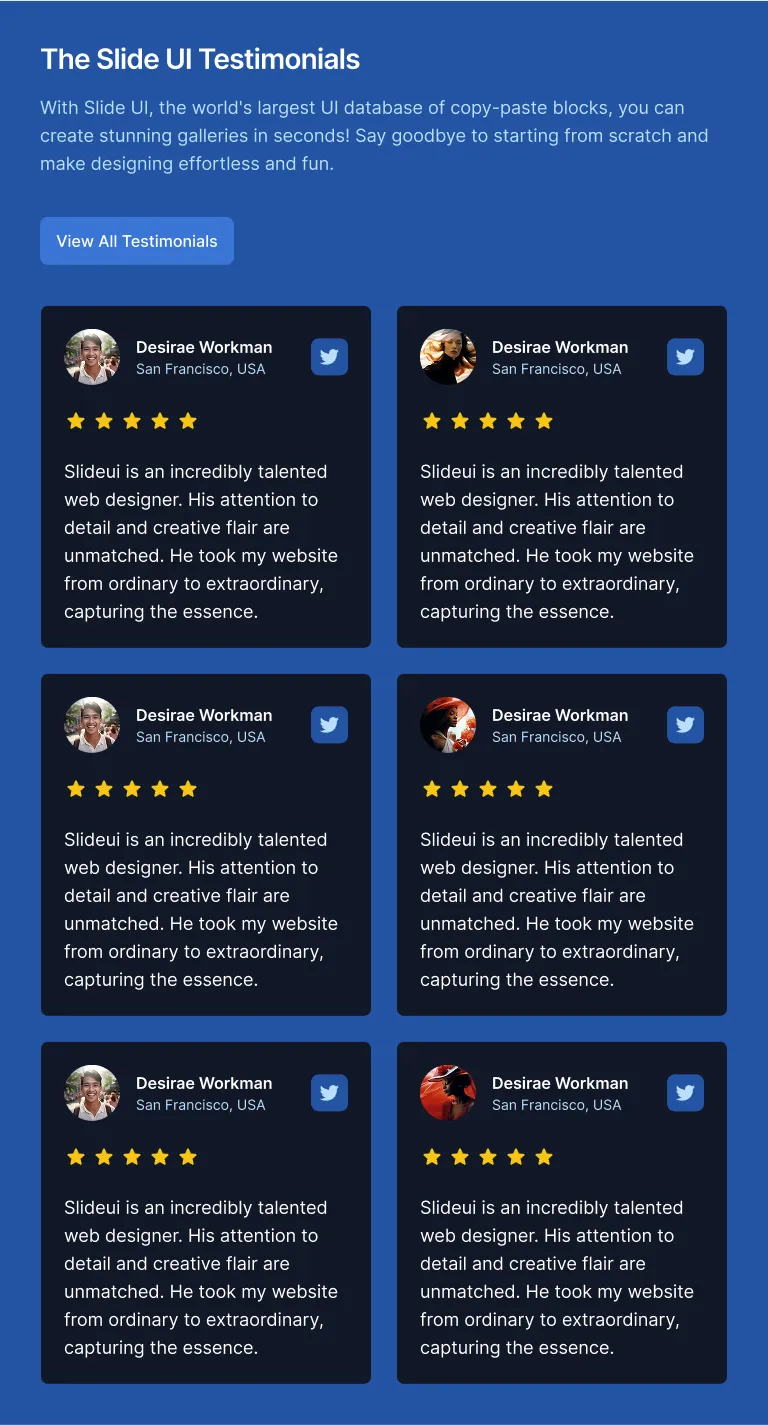 The Slide UI Testimonials
With Slide UI, the world's largest UI database of copy-paste blocks, you can
create stunning galleries in seconds! Say goodbye to starting from scratch and
make designing effortless and fun.
View All Testimonials
Desirae Workman
San Francisco, USA
Slideui is an incredibly talented
web designer. His attention to
detail and creative flair are
unmatched. He took my website
from ordinary to extraordinary,
capturing the essence.
Desirae Workman
San Francisco, USA
Slideui is an incredibly talented
web designer. His attention to
detail and creative flair are
unmatched. He took my website
from ordinary to extraordinary,
capturing the essence.
Desirae Workman
San Francisco, USA
Slideui is an incredibly talented
web designer. His attention to
detail and creative flair are
unmatched. He took my website
from ordinary to extraordinary,
capturing the essence.
Desirae Workman
San Francisco, USA
Slideui is an incredibly talented
web designer. His attention to
detail and creative flair are
unmatched. He took my website
from ordinary to extraordinary,
capturing the essence.
Desirae Workman
San Francisco, USA
Slideui is an incredibly talented
web designer. His attention to
detail and creative flair are
unmatched. He took my website
from ordinary to extraordinary,
capturing the essence.
Desirae Workman
San Francisco, USA
Slideui is an incredibly talented
web designer. His attention to
detail and creative flair are
unmatched. He took my website
from ordinary to extraordinary,
capturing the essence.